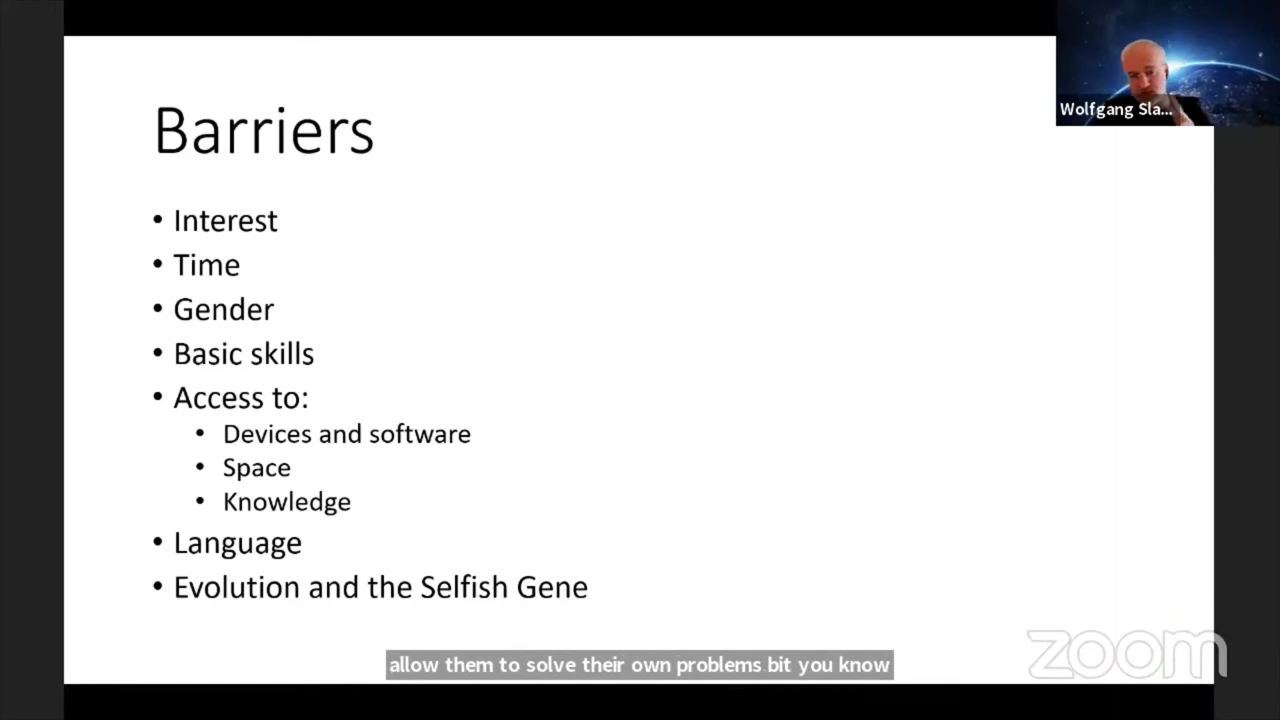 Barriers
Wolfgang Sla...
• Interest
• Time
• Gender
• Basic skills
• Access to:
• Devices and software
• Space
• Knowledge
• Language
• Evolution and the Selfish Gene
allow them to solve their own problems bit you know
zoom